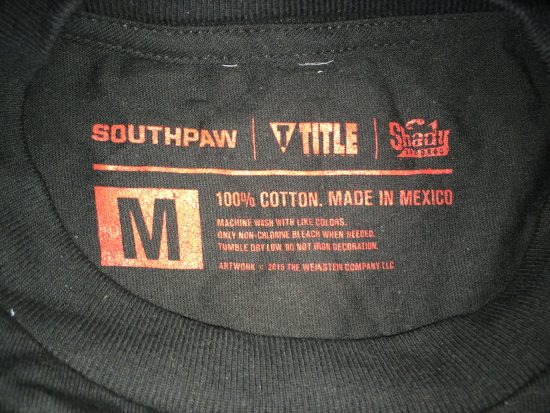 SOUTHPAW | TITLE | Shady RECORDS
M
100% COTTON. MADE IN MEXICO
MACHINE WASH WITH LIKE COLORS.
ONLY NON-CHLORINE BLEACH WHEN NEEDED.
TUMBLE DRY LOW. DO NOT IRON DECORATION.
ARTWORK © 2015 THE WEINSTEIN COMPANY LLC